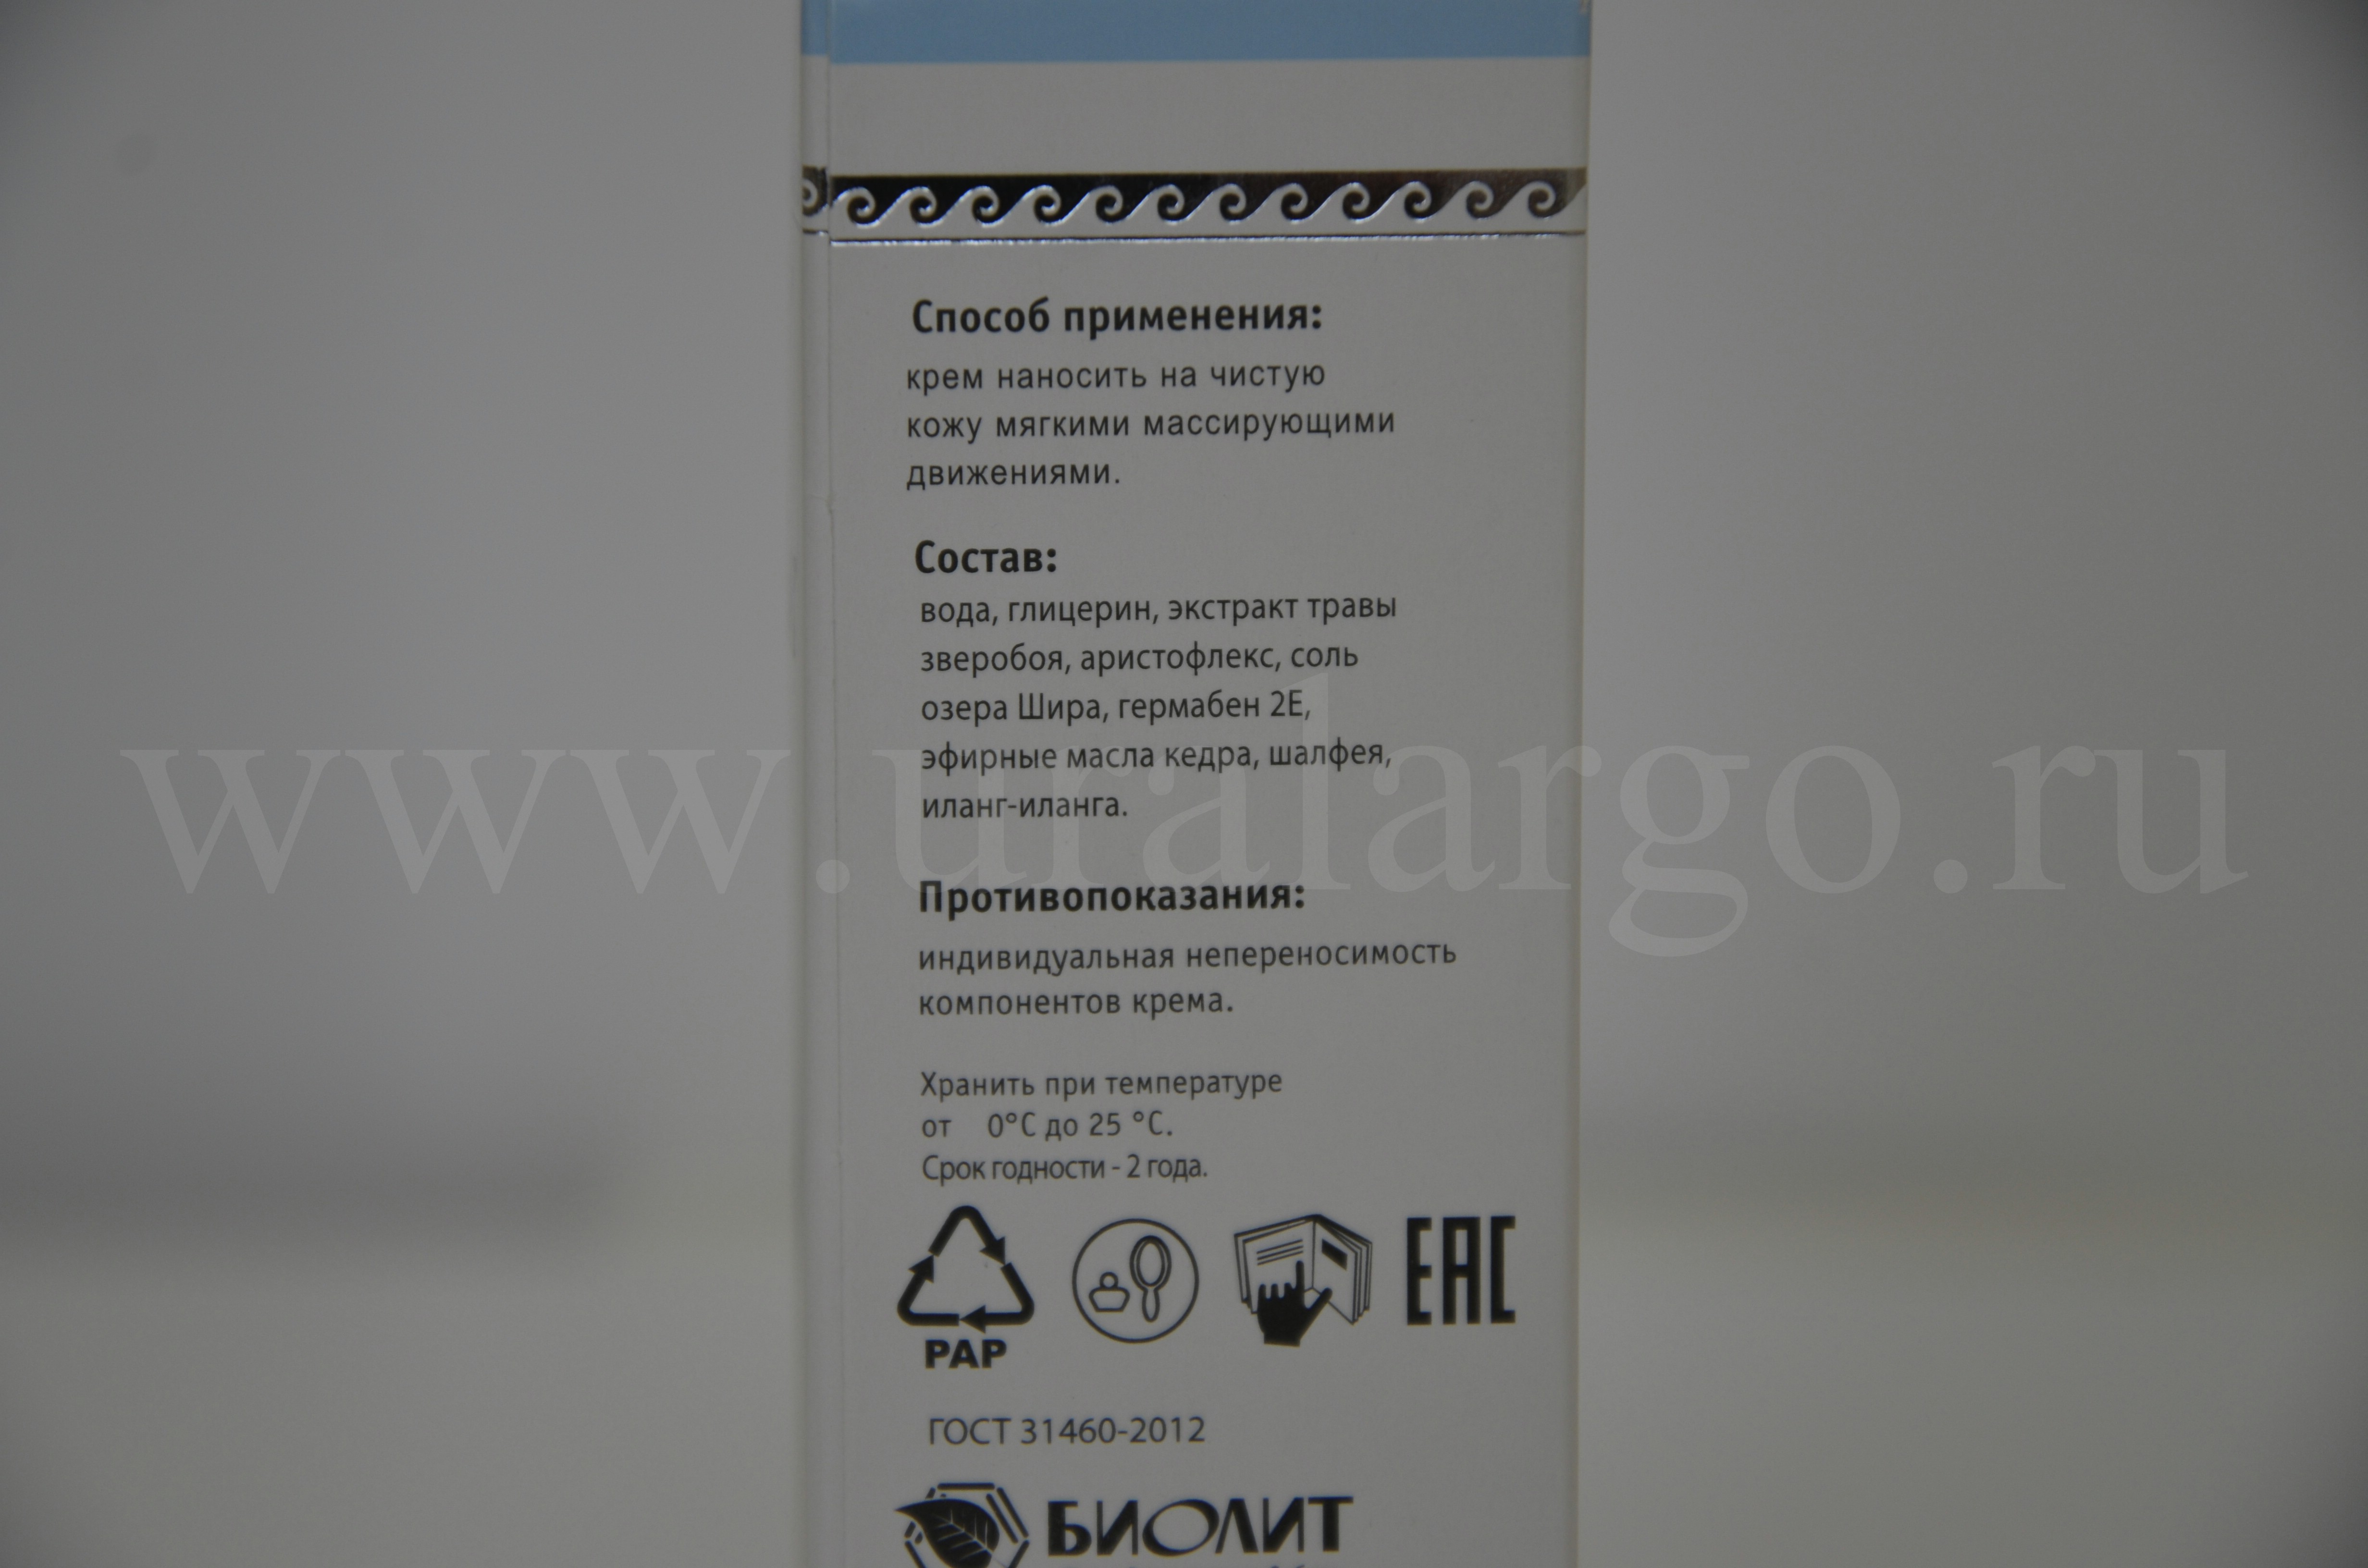 Способ применения:
крем наносить на чистую
кожу мягкими массирующими
движениями.
Состав:
вода, глицерин, экстракт травы
зверобоя, аристофлекс, соль
озера Шира, гермабен 2Е,
эфирные масла кедра, шалфея,
иланг-иланга.
www.uralargo.ru
Противопоказания:
индивидуальная непереносимость
компонентов крема.
Хранить при температуре
от 0°С до 25 °С.
Срок годности - 2 года.
EAC
PAP
ГОСТ 31460-2012
БИОЛИТ